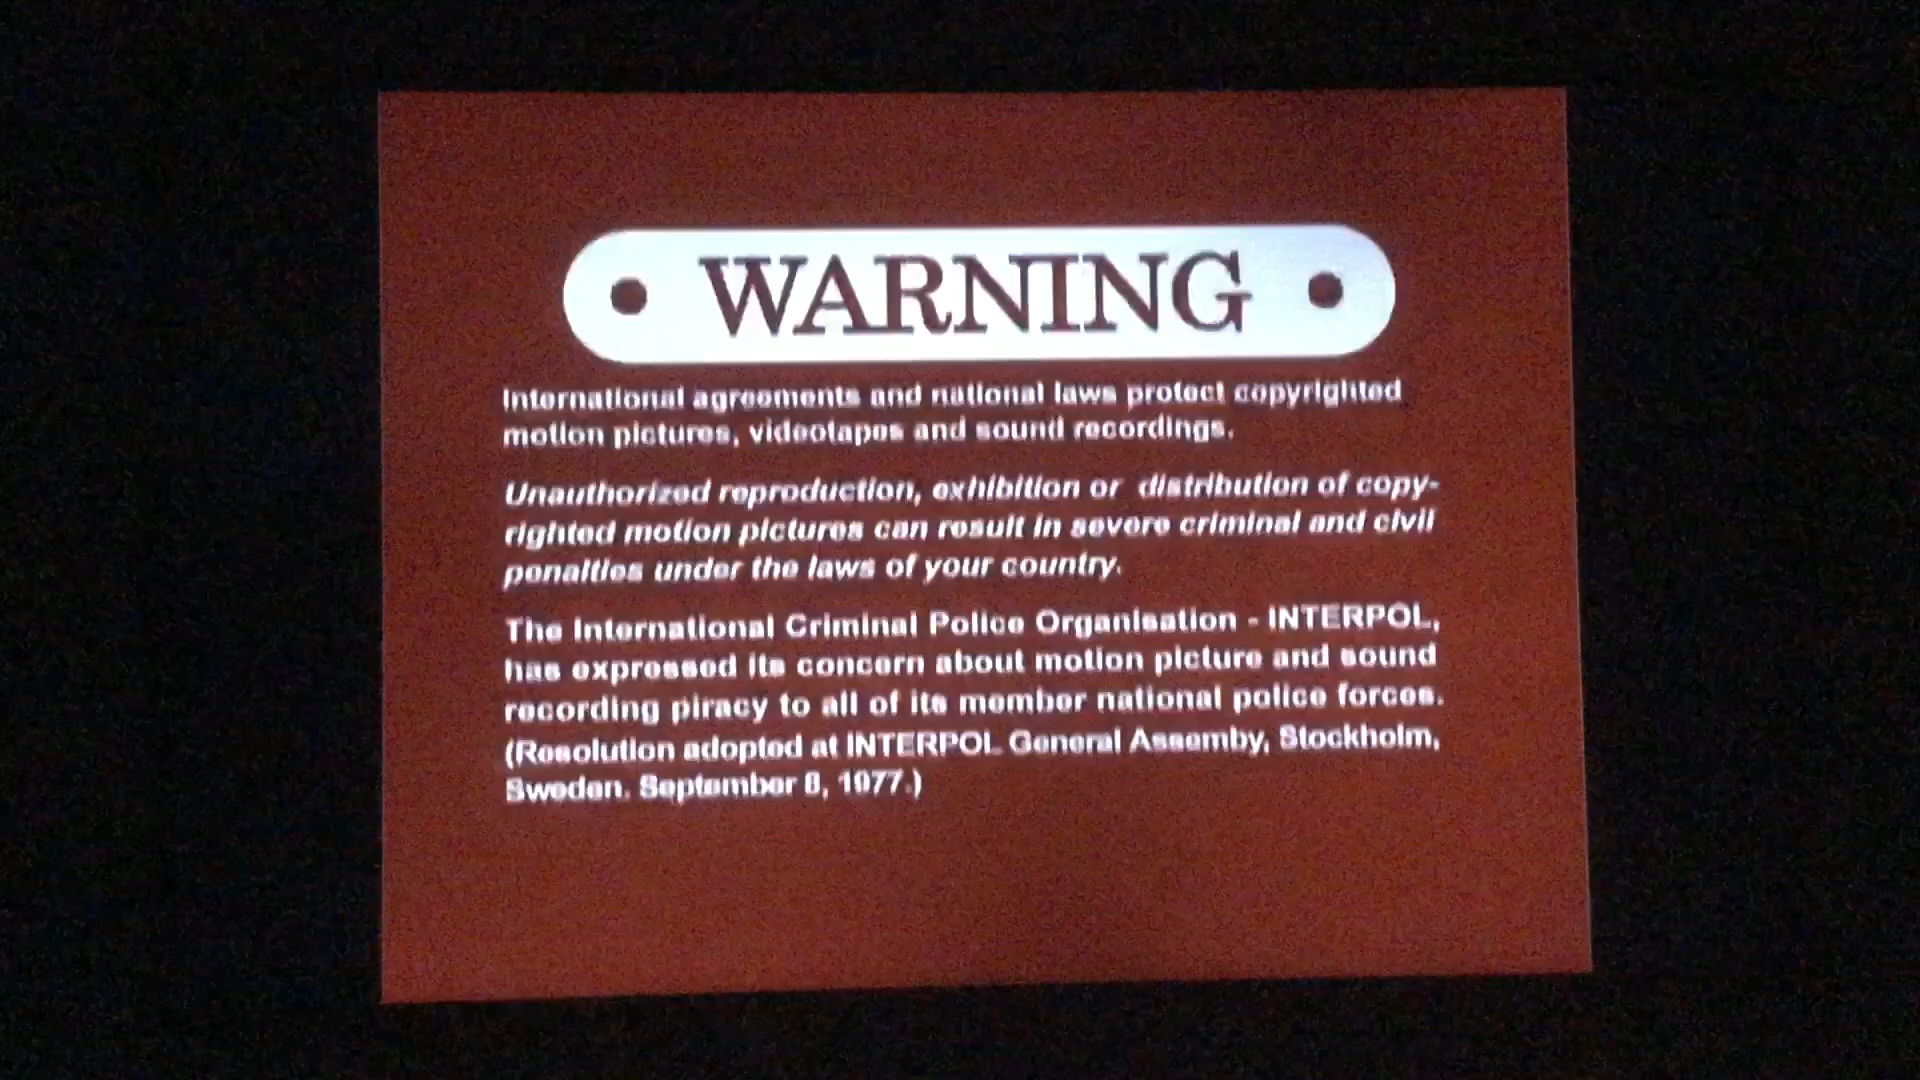 WARNING
International agreements and national laws protect copyrighted
motion pictures, videotapes and sound recordings.
Unauthorized reproduction, exhibition or distribution of copy-
righted motion pictures can result in severe criminal and civil
penalties under the laws of your country.
The International Criminal Police Organisation - INTERPOL,
has expressed its concern about motion picture and sound
recording piracy to all of its member national police forces.
(Resolution adopted at INTERPOL General Assemby, Stockholm,
Sweden. September 8, 1977.)